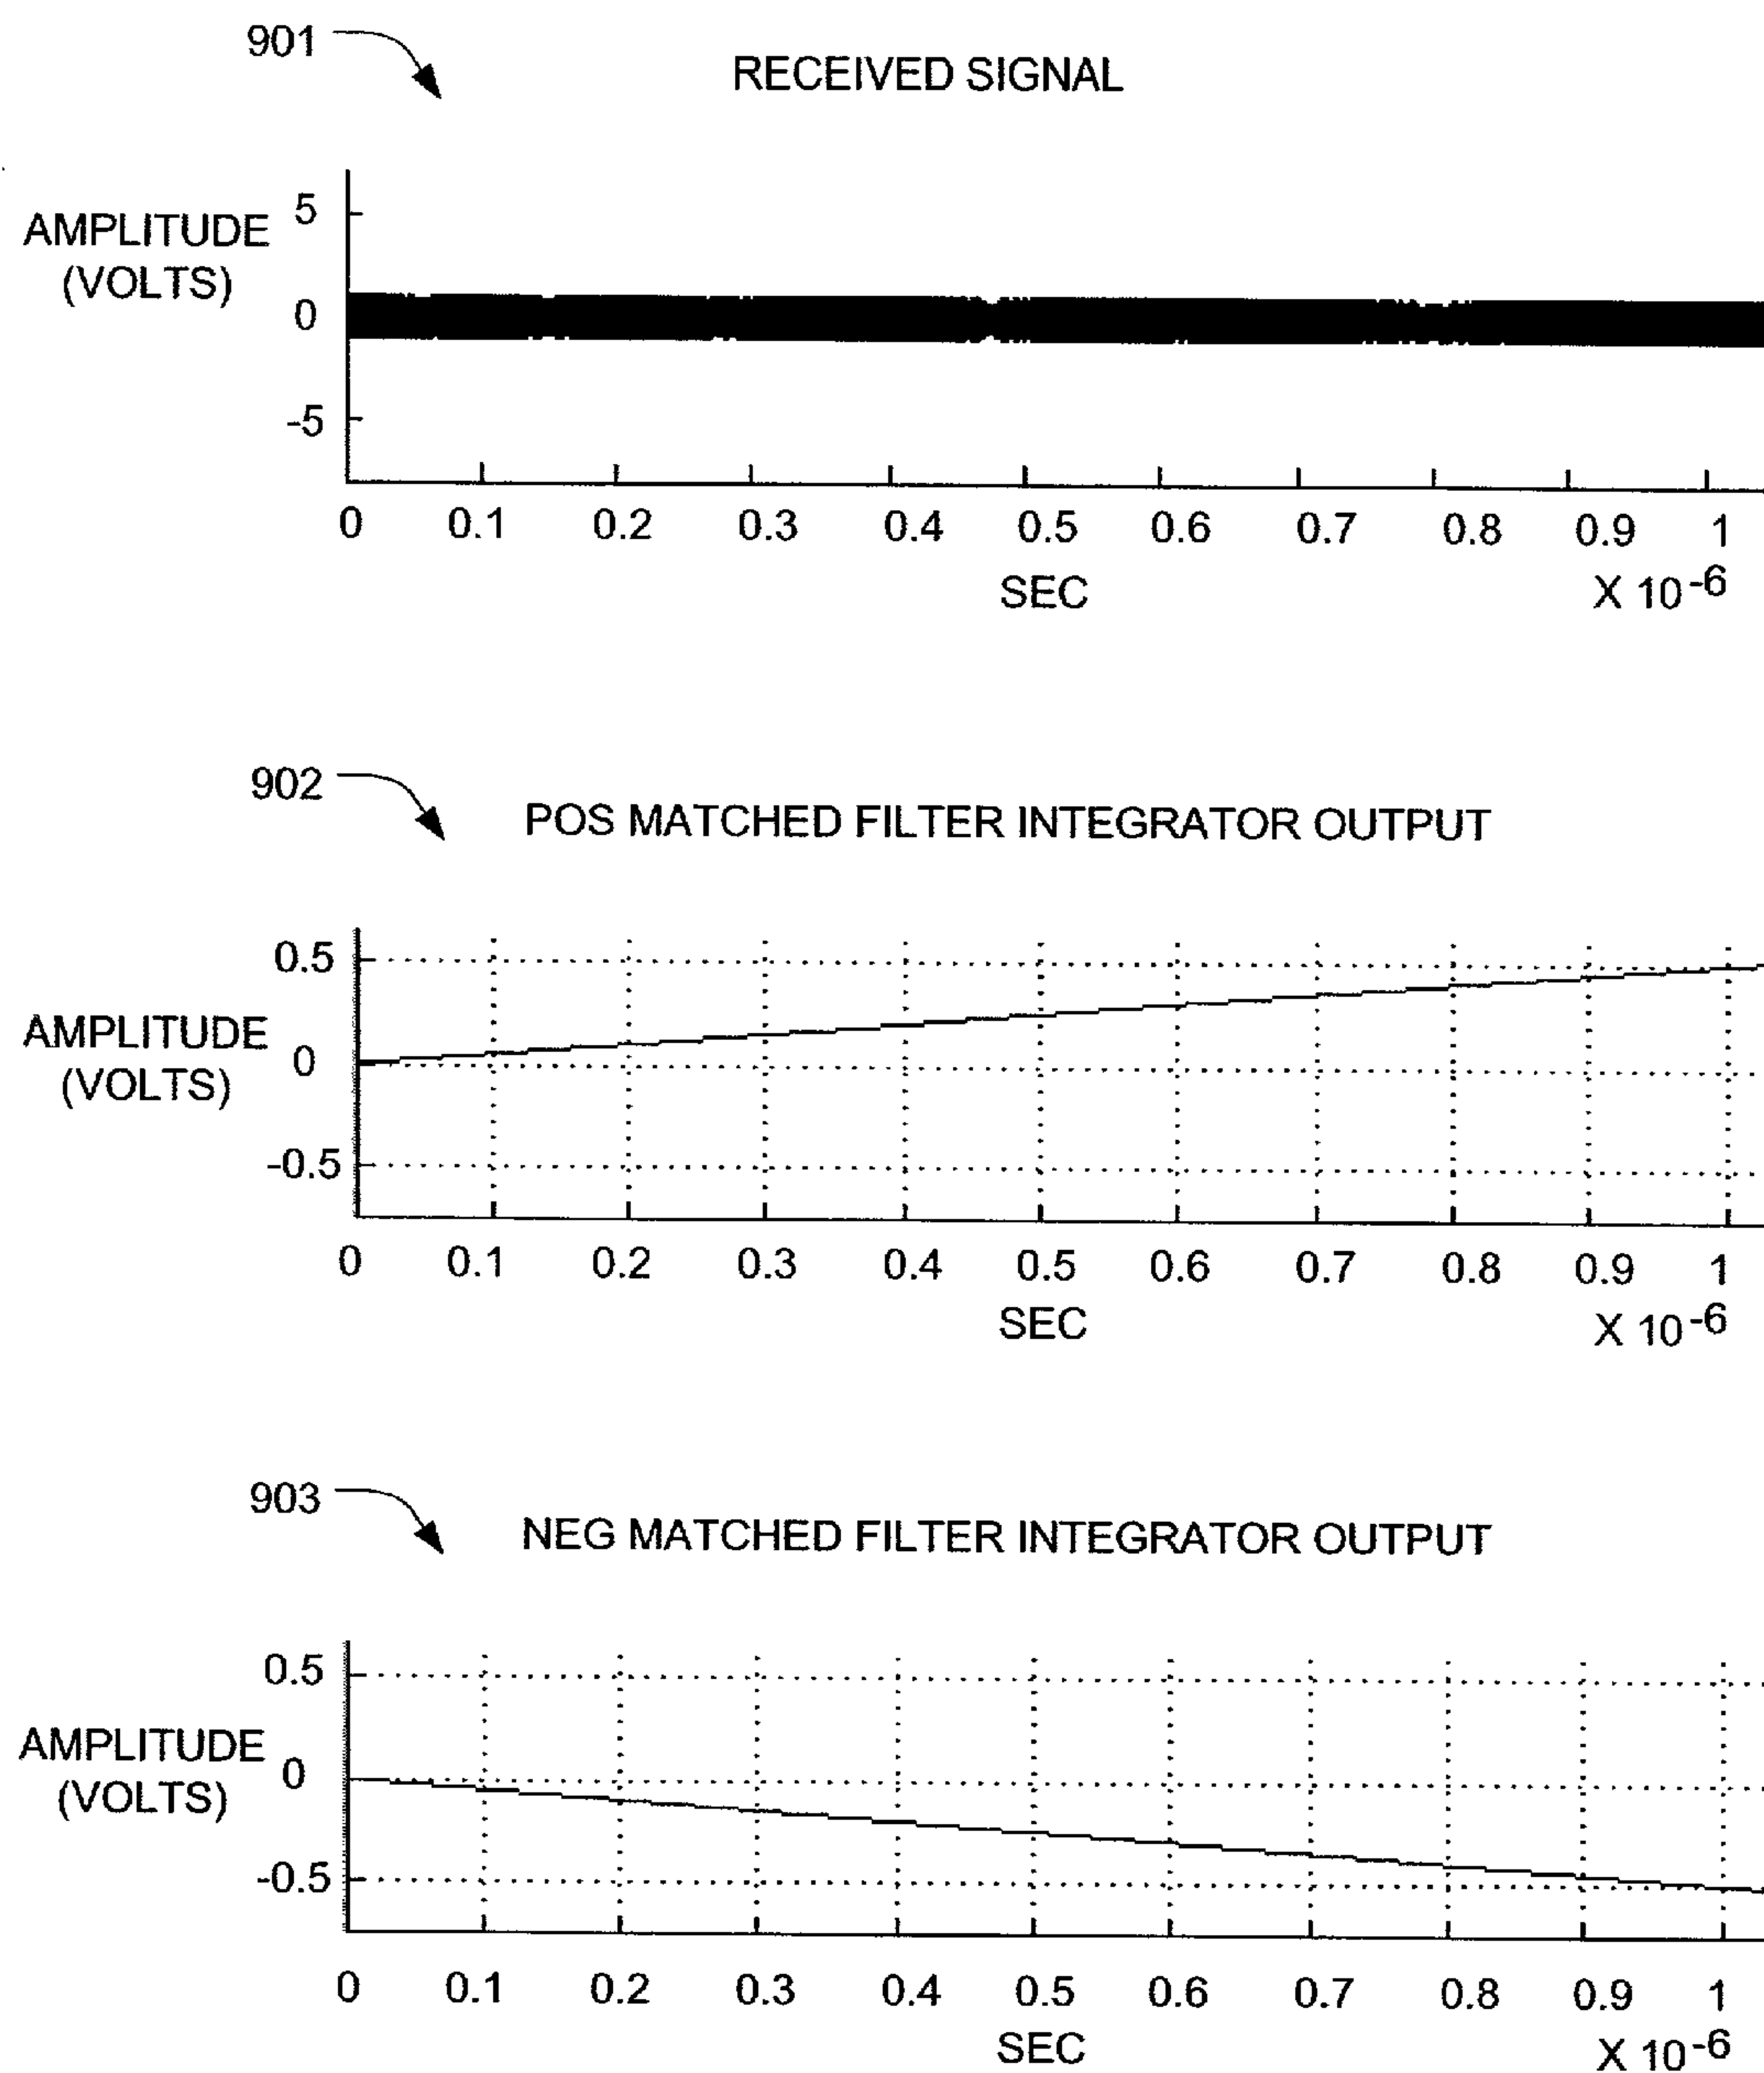 901
RECEIVED SIGNAL
AMPLITUDE
(VOLTS)
5
0
-5
0 0.1 0.2 0.3 0.4 0.5 0.6 0.7 0.8 0.9 1
SEC
X 10-6
902
POS MATCHED FILTER INTEGRATOR OUTPUT
AMPLITUDE
(VOLTS)
0.5
0
-0.5
0 0.1 0.2 0.3 0.4 0.5 0.6 0.7 0.8 0.9 1
SEC
X 10-6
903
NEG MATCHED FILTER INTEGRATOR OUTPUT
AMPLITUDE
(VOLTS)
0.5
0
-0.5
0 0.1 0.2 0.3 0.4 0.5 0.6 0.7 0.8 0.9 1
SEC
X 10-6